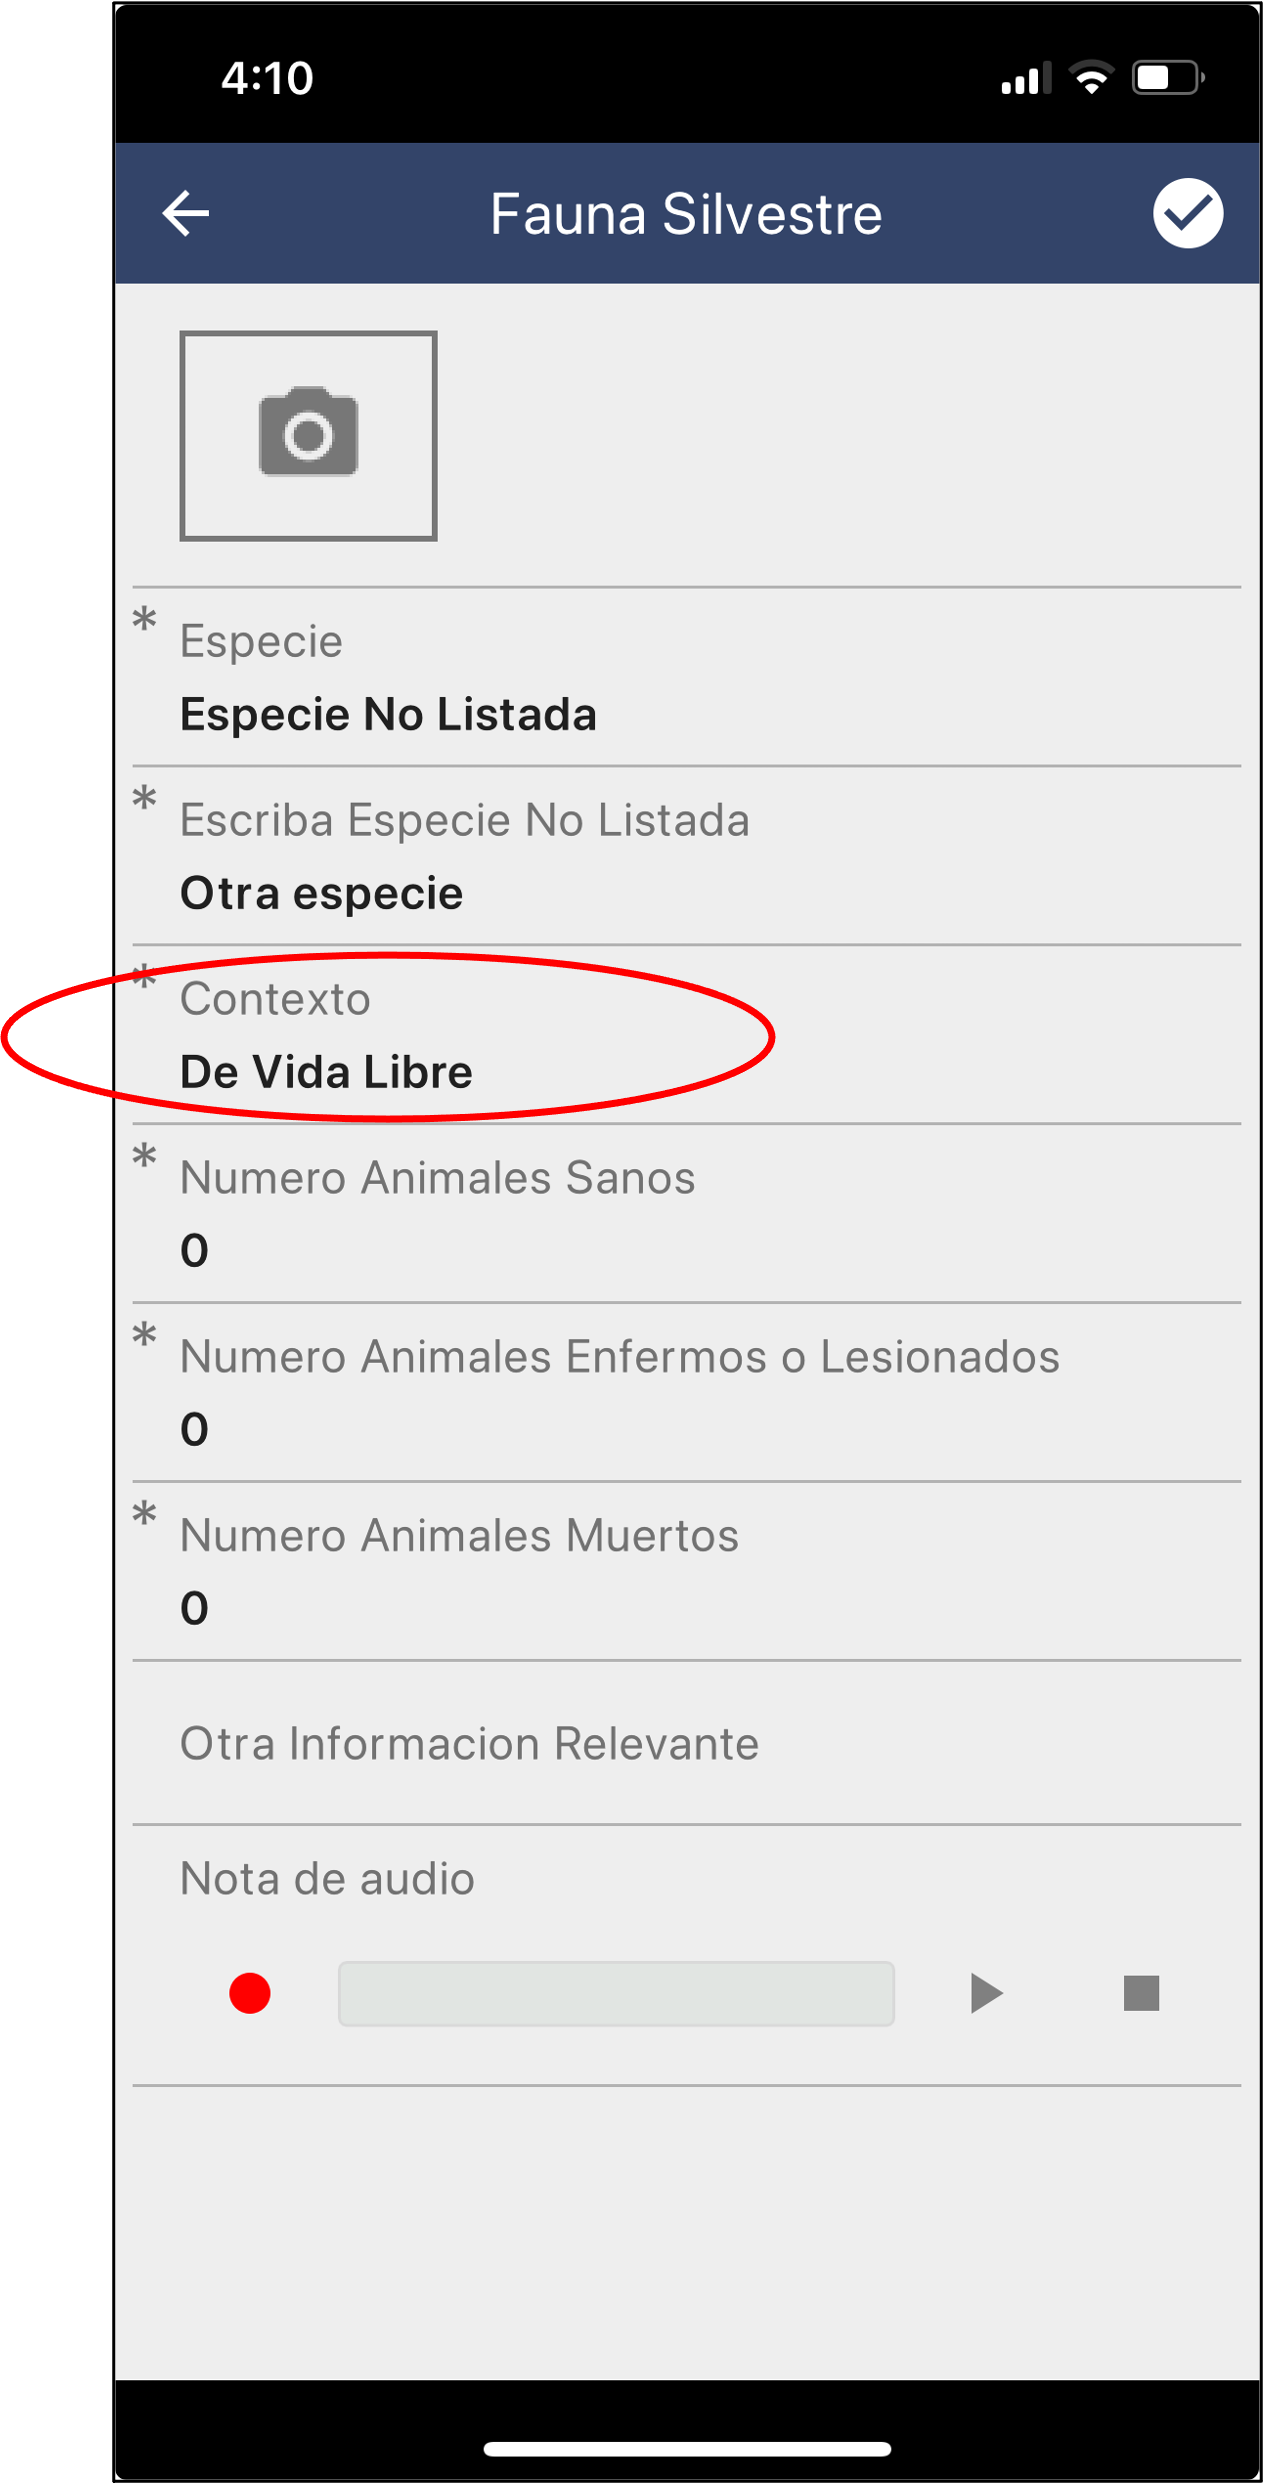 4:10
Fauna Silvestre
* Especie
Especie No Listada
* Escriba Especie No Listada
Otra especie
* Contexto
De Vida Libre
* Numero Animales Sanos
0
* Numero Animales Enfermos o Lesionados
0
* Numero Animales Muertos
0
Otra Informacion Relevante
Nota de audio